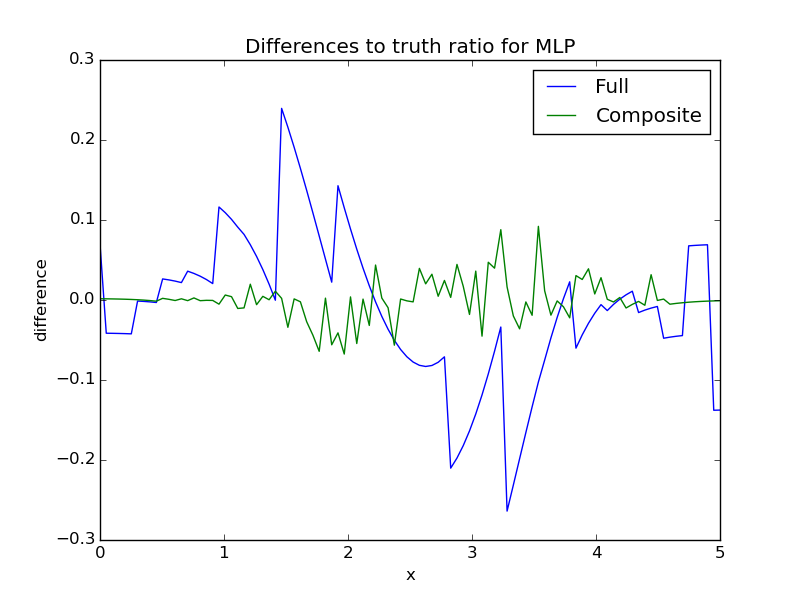 Differences to truth ratio for MLP
Full
Composite
0.3
0.2
0.1
0.0
−0.1
−0.2
−0.3
difference
0 1 2 3 4 5
x